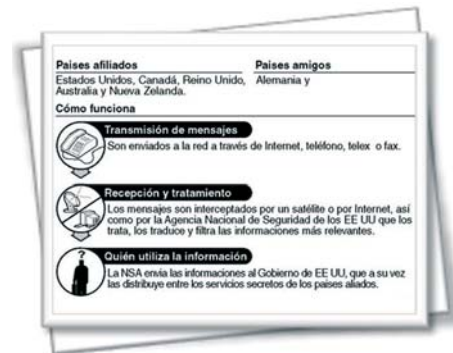 Paises afiliados
Paises amigos
Estados Unidos, Canadá, Reino Unido,
Australia y Nueva Zelanda.
Alemania y
Cómo funciona
Transmisión de mensajes
Son enviados a la red a través de Internet, teléfono, telex o fax.
Recepción y tratamiento
Los mensajes son interceptados por un satélite o por Internet, así
como por la Agencia Nacional de Seguridad de los EE UU que los
trata, los traduce y filtra las informaciones más relevantes.
?
Quién utiliza la información
La NSA envia las informaciones al Gobierno de EE UU, que a su vez
las distribuye entre los servicios secretos de los paises aliados.